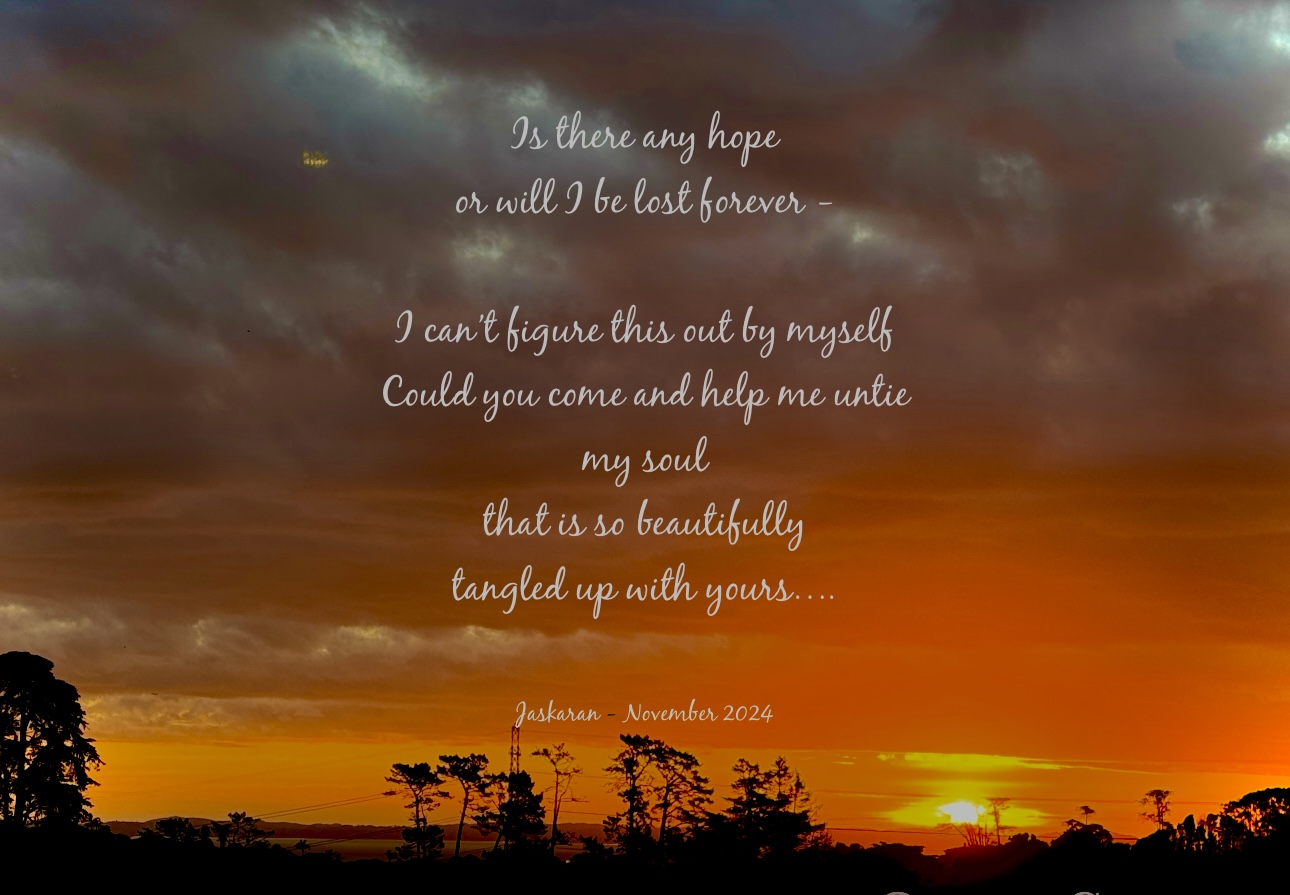 Is there any hope
or will I be lost forever -
I can't figure this out by myself
Could you come and help me untie
my soul
that is so beautifully
tangled up with yours....
Jaskaran - November 2024